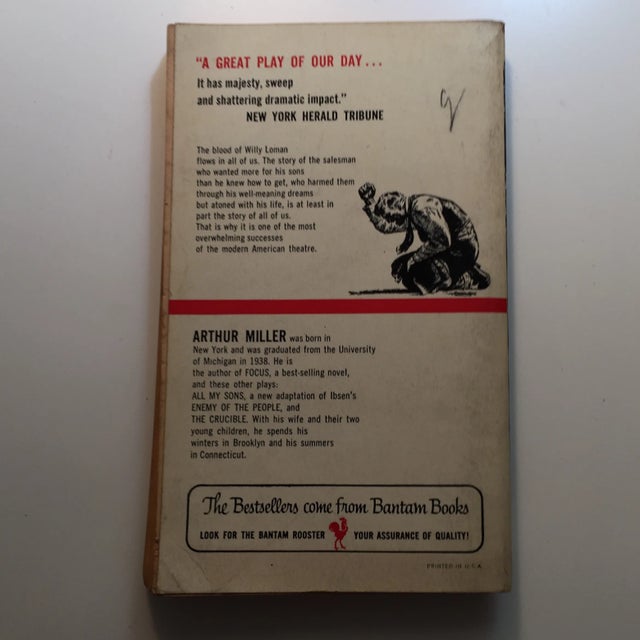 "A GREAT PLAY OF OUR DAY...
It has majesty, sweep
and shattering dramatic impact."
NEW YORK HERALD TRIBUNE
The blood of Willy Loman
flows in all of us. The story of the salesman
who wanted more for his sons
than he knew how to get, who harmed them
through his well-meaning dreams
but atoned with his life, is at least in
part the story of all of us.
That is why it is one of the most
overwhelming successes
of the modern American theatre.
ARTHUR MILLER was born in
New York and was graduated from the University
of Michigan in 1938. He is
the author of FOCUS, a best-selling novel,
and these other plays:
ALL MY SONS, a new adaptation of Ibsen's
ENEMY OF THE PEOPLE, and
THE CRUCIBLE. With his wife and their two
young children, he spends his
winters in Brooklyn and his summers
in Connecticut.
The Bestsellers come from Bantam Books
LOOK FOR THE BANTAM ROOSTER YOUR ASSURANCE OF QUALITY!
PRINTED IN U.S.A.